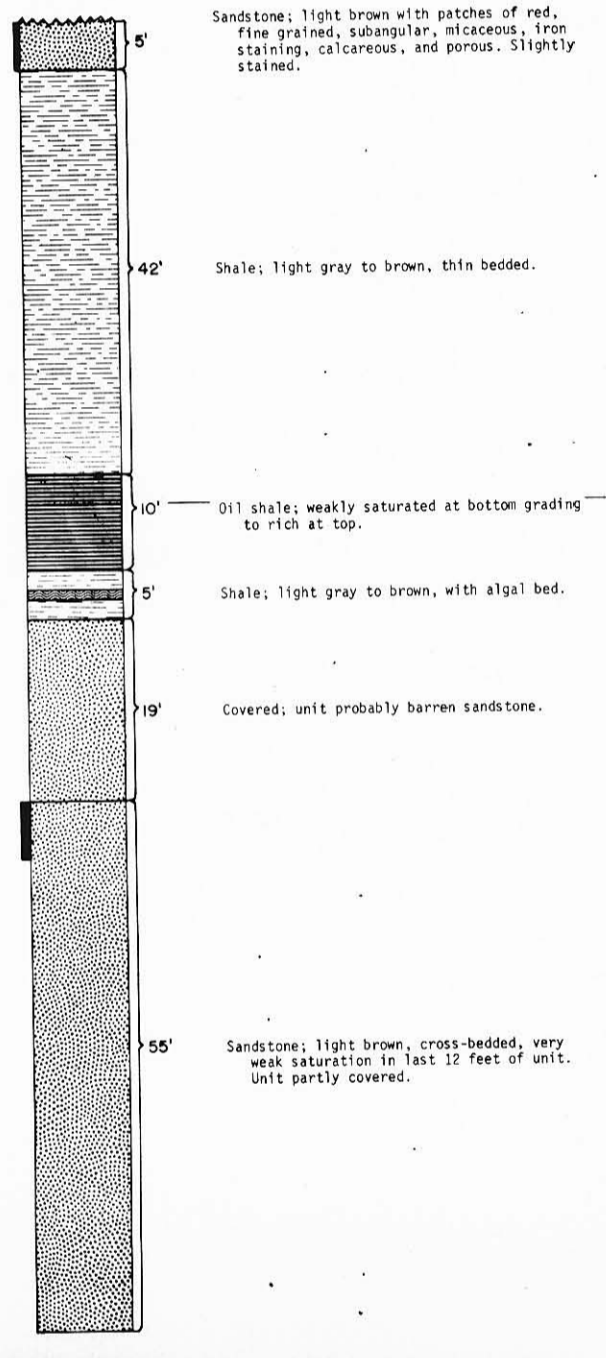 Sandstone; light brown with patches of red,
fine grained, subangular, micaceous, iron
staining, calcareous, and porous. Slightly
stained.
5'
42'
Shale; light gray to brown, thin bedded.
10'
Oil shale; weakly saturated at bottom grading
to rich at top.
5'
Shale; light gray to brown, with algal bed.
19'
Covered; unit probably barren sandstone.
55'
Sandstone; light brown, cross-bedded, very
weak saturation in last 12 feet of unit.
Unit partly covered.